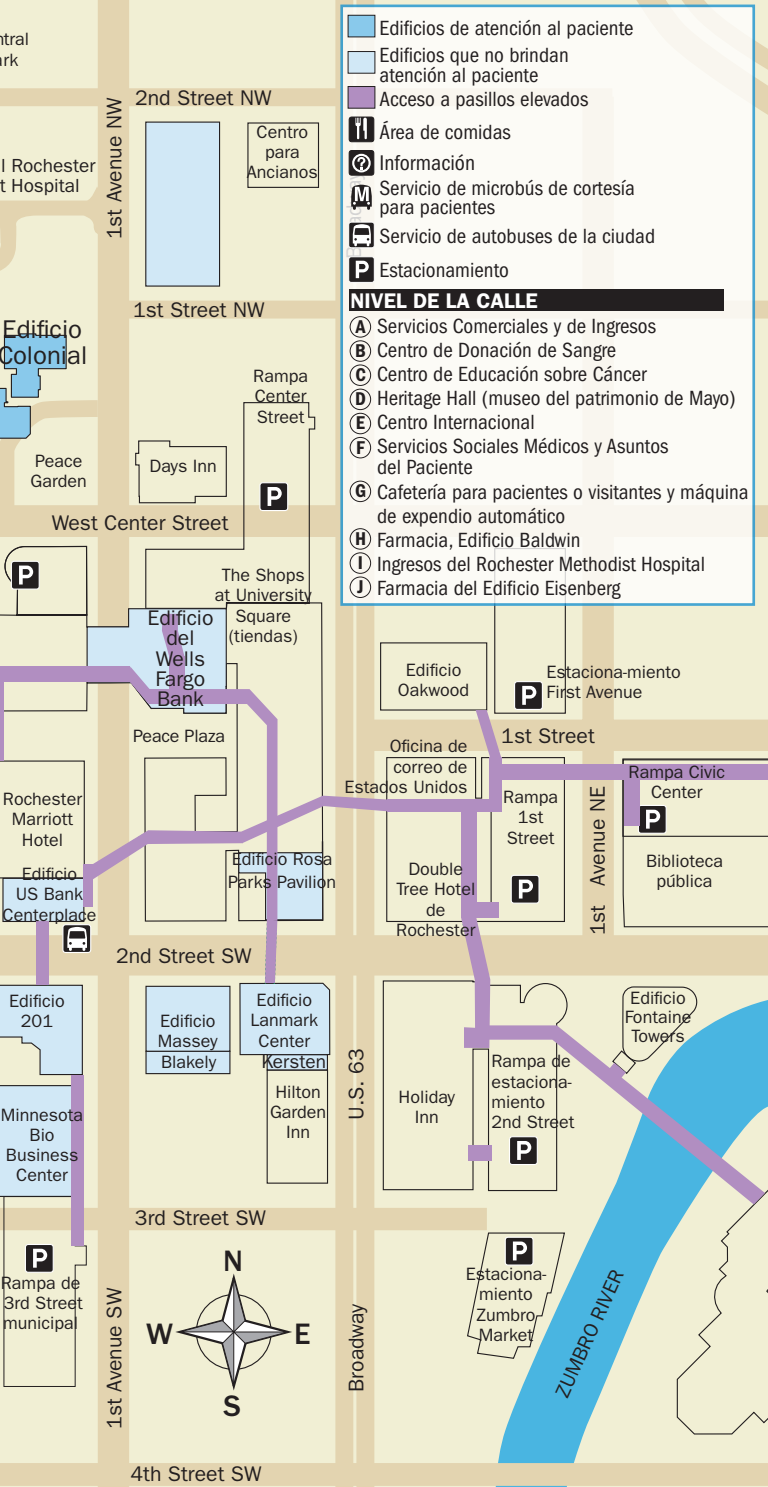 ntral
rk
2nd Street NW
1st Avenue NW
Centro
para
Ancianos
l Rochester
t Hospital
1st Street NW
Edificio
Colonial
Rampa
Center
Street
Peace
Garden
Days Inn
P
West Center Street
P
The Shops
at University
Square
(tiendas)
Edificio
del
Wells
Fargo
Bank
Peace Plaza
Edificios de atención al paciente
Edificios que no brindan
atención al paciente
Acceso a pasillos elevados
Área de comidas
? Información
M Servicio de microbús de cortesía
para pacientes
Servicio de autobuses de la ciudad
P Estacionamiento
NIVEL DE LA CALLE
A Servicios Comerciales y de Ingresos
B Centro de Donación de Sangre
C Centro de Educación sobre Cáncer
D Heritage Hall (museo del patrimonio de Mayo)
E Centro Internacional
F Servicios Sociales Médicos y Asuntos
del Paciente
G Cafetería para pacientes o visitantes y máquina
de expendio automático
H Farmacia, Edificio Baldwin
I Ingresos del Rochester Methodist Hospital
J Farmacia del Edificio Eisenberg
Edificio
Oakwood
Estaciona-miento
First Avenue
P
1st Street
Oficina de
correo de
Estados Unidos
Rampa
1st
Street
P
Rampa Civic
Center
P
1st Avenue NE
Biblioteca
pública
Rochester
Marriott
Hotel
Edificio
US Bank
Centerplace
Edificio Rosa
Parks Pavilion
Double
Tree Hotel
de
Rochester
2nd Street SW
Edificio
201
Edificio
Massey
Blakely
Edificio
Lanmark
Center
Kersten
Hilton
Garden
Inn
U.S. 63
Holiday
Inn
Rampa de
estaciona-
miento
2nd Street
P
Edificio
Fontaine
Towers
Minnesota
Bio
Business
Center
3rd Street SW
P
Rampa de
3rd Street
municipal
1st Avenue SW
N
W
E
S
Broadway
P
Estaciona-
miento
Zumbro
Market
ZUMBRO RIVER
4th Street SW